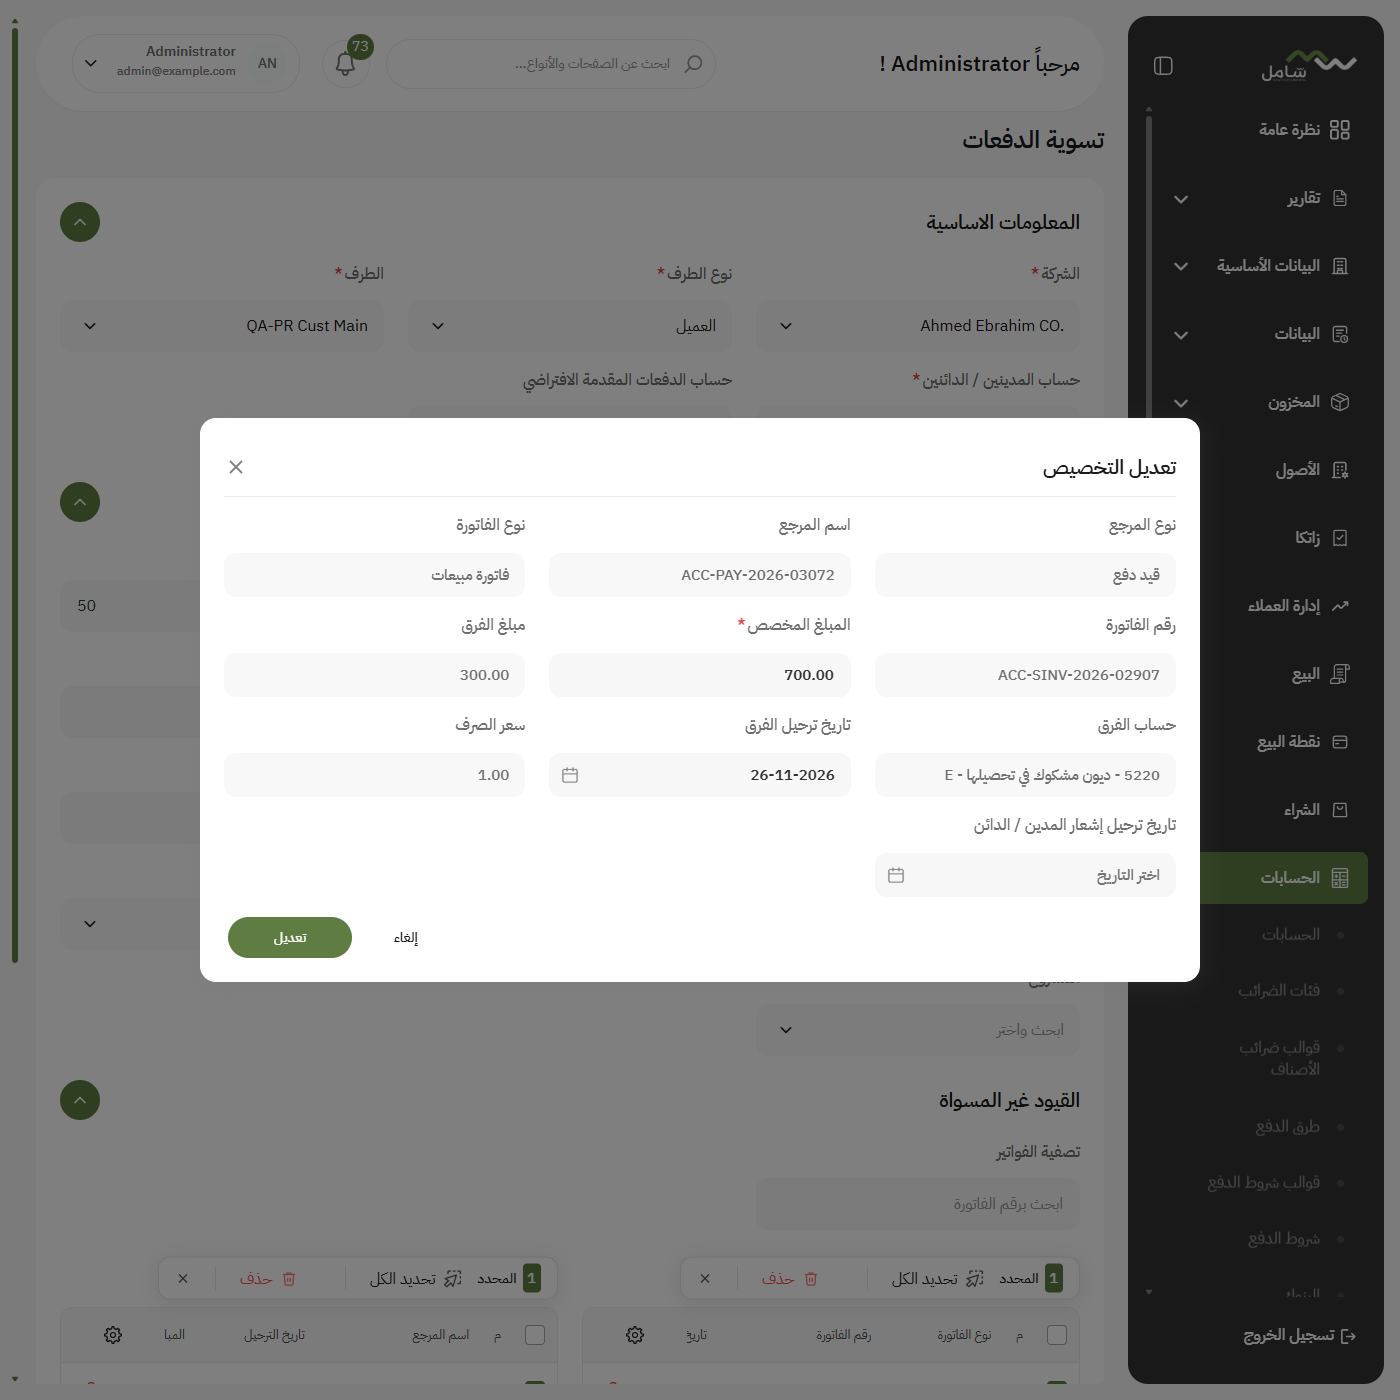 سامل
نظرة عامة
تقارير
البيانات الأساسية
البيانات
المخزون
الأصول
زاتكا
إدارة العملاء
البيع
نقطة البيع
الشراء
الحسابات
الحسابات
فئات الضرائب
قوالب ضرائب
الأصناف
طرق الدفع
قوالب شروط الدفع
شروط الدفع
البنوك
تسجيل الخروج
مرحباً Administrator !
ابحث عن الصفحات والأنواع...
73
AN
Administrator
admin@example.com
تسوية الدفعات
المعلومات الاساسية
الشركة *
نوع الطرف *
الطرف *
Ahmed Ebrahim CO.
العميل
QA-PR Cust Main
حساب المدينين / الدائنين *
حساب الدفعات المقدمة الافتراضي
تعديل التخصيص
نوع المرجع
اسم المرجع
نوع الفاتورة
قيد دفع
ACC-PAY-2026-03072
فاتورة مبيعات
رقم الفاتورة
المبلغ المخصص *
مبلغ الفرق
ACC-SINV-2026-02907
700.00
300.00
حساب الفرق
تاريخ ترحيل الفرق
سعر الصرف
5220 - ديون مشكوك في تحصيلها - E
26-11-2026
1.00
تاريخ ترحيل إشعار المدين / الدائن
اختر التاريخ
إلغاء
تعديل
50
ابحث واختر
القيود غير المسواة
تصفية الفواتير
ابحث برقم الفاتورة
1 المحدد
تحديد الكل
حذف
1 المحدد
تحديد الكل
حذف
م
نوع الفاتورة
رقم الفاتورة
تاريخ
م
اسم المرجع
تاريخ الترحيل
المبا